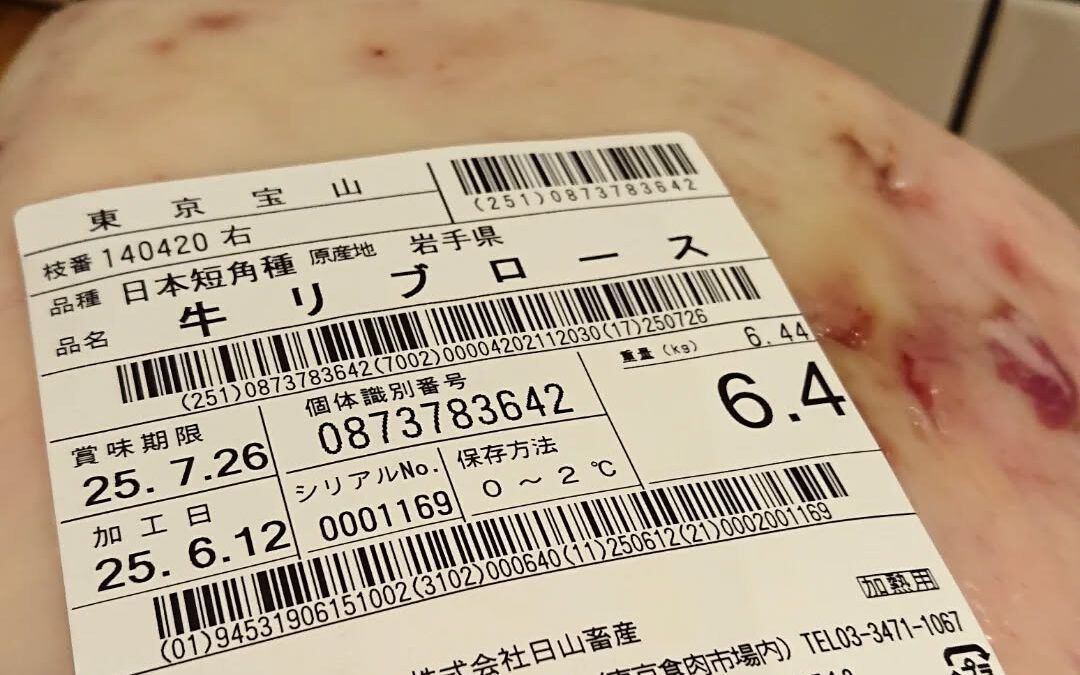 東京宝山
(251)0873783642
枝番 140420 右
品種 日本短角種 原産地 岩手県
品名 牛リブロース
(251)0873783642(7002)00004202112030(17)250726
賞味期限
25. 7.26
個体識別番号
0873783642
重量(kg) 6.44
6.4
加工日
25. 6.12
シリアルNo.
0001169
保存方法
0～2℃
(01)94531906151002(3102)000640(11)250612(21)0002001169
加熱用
株式会社日山畜産
(東京食肉市場内) TEL03-3471-1067